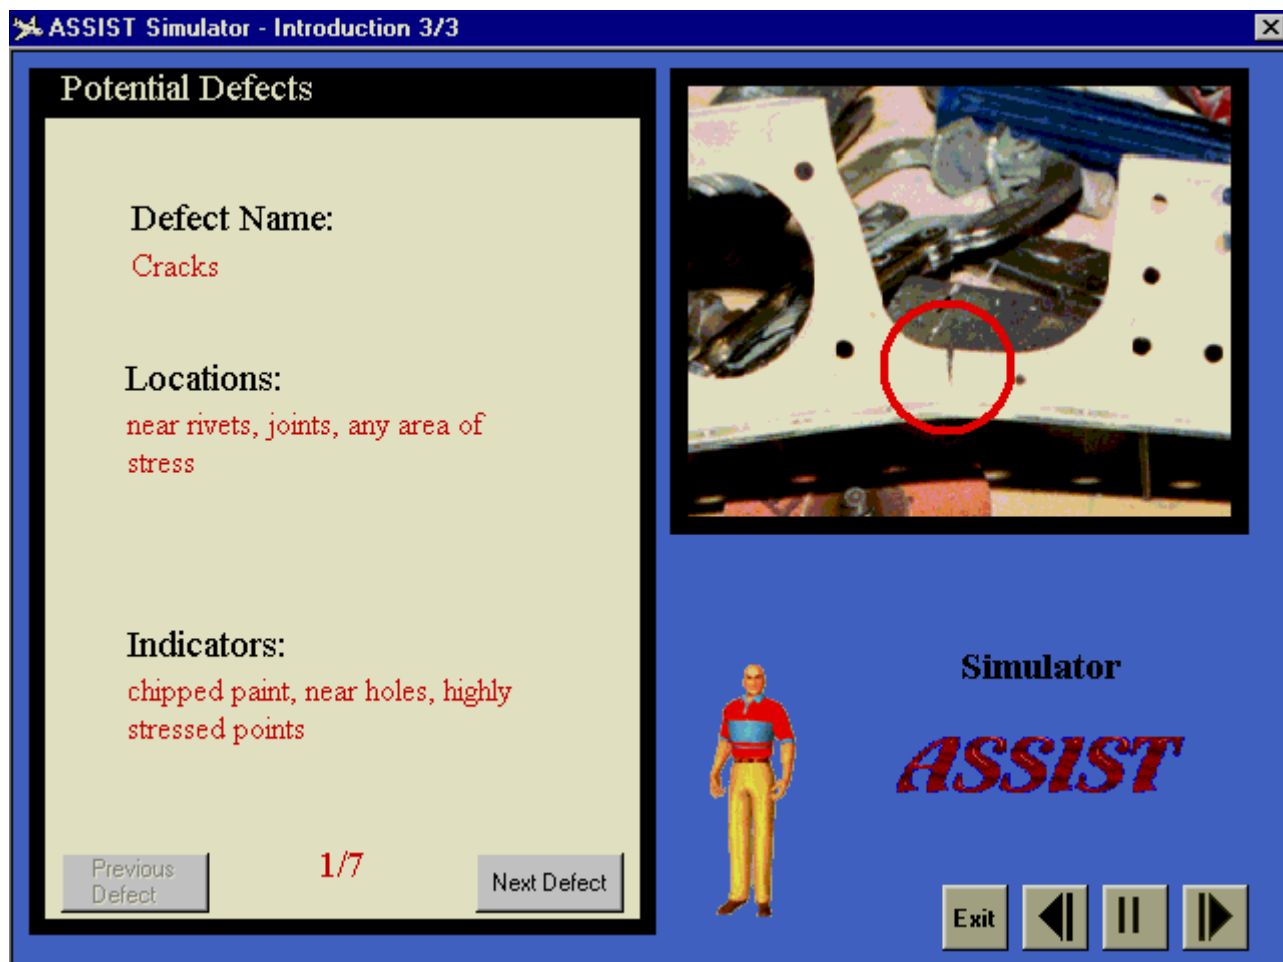 ASSIST Simulator - Introduction 3/3
Potential Defects
Defect Name:
Cracks
Locations:
near rivets, joints, any area of
stress
Indicators:
chipped paint, near holes, highly
stressed points
Previous
Defect
1/7
Next Defect
Simulator
ASSIST
Exit